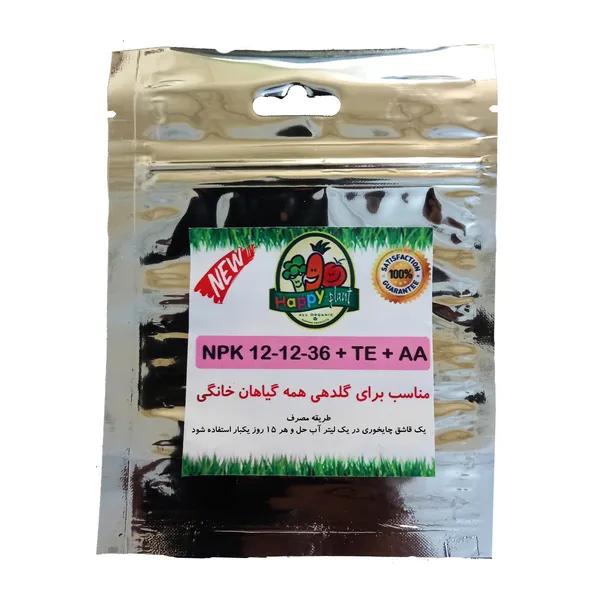 NEW
Happy plant
ALL ORGANIC
SATISFACTION
100%
GUARANTEE
NPK 12-12-36 + TE + AA
مناسب برای گلدهی همه گیاهان خانگی
طریقه مصرف
یک قاشق چایخوری در یک لیتر آب حل و هر ۱۵ روز یکبار استفاده شود